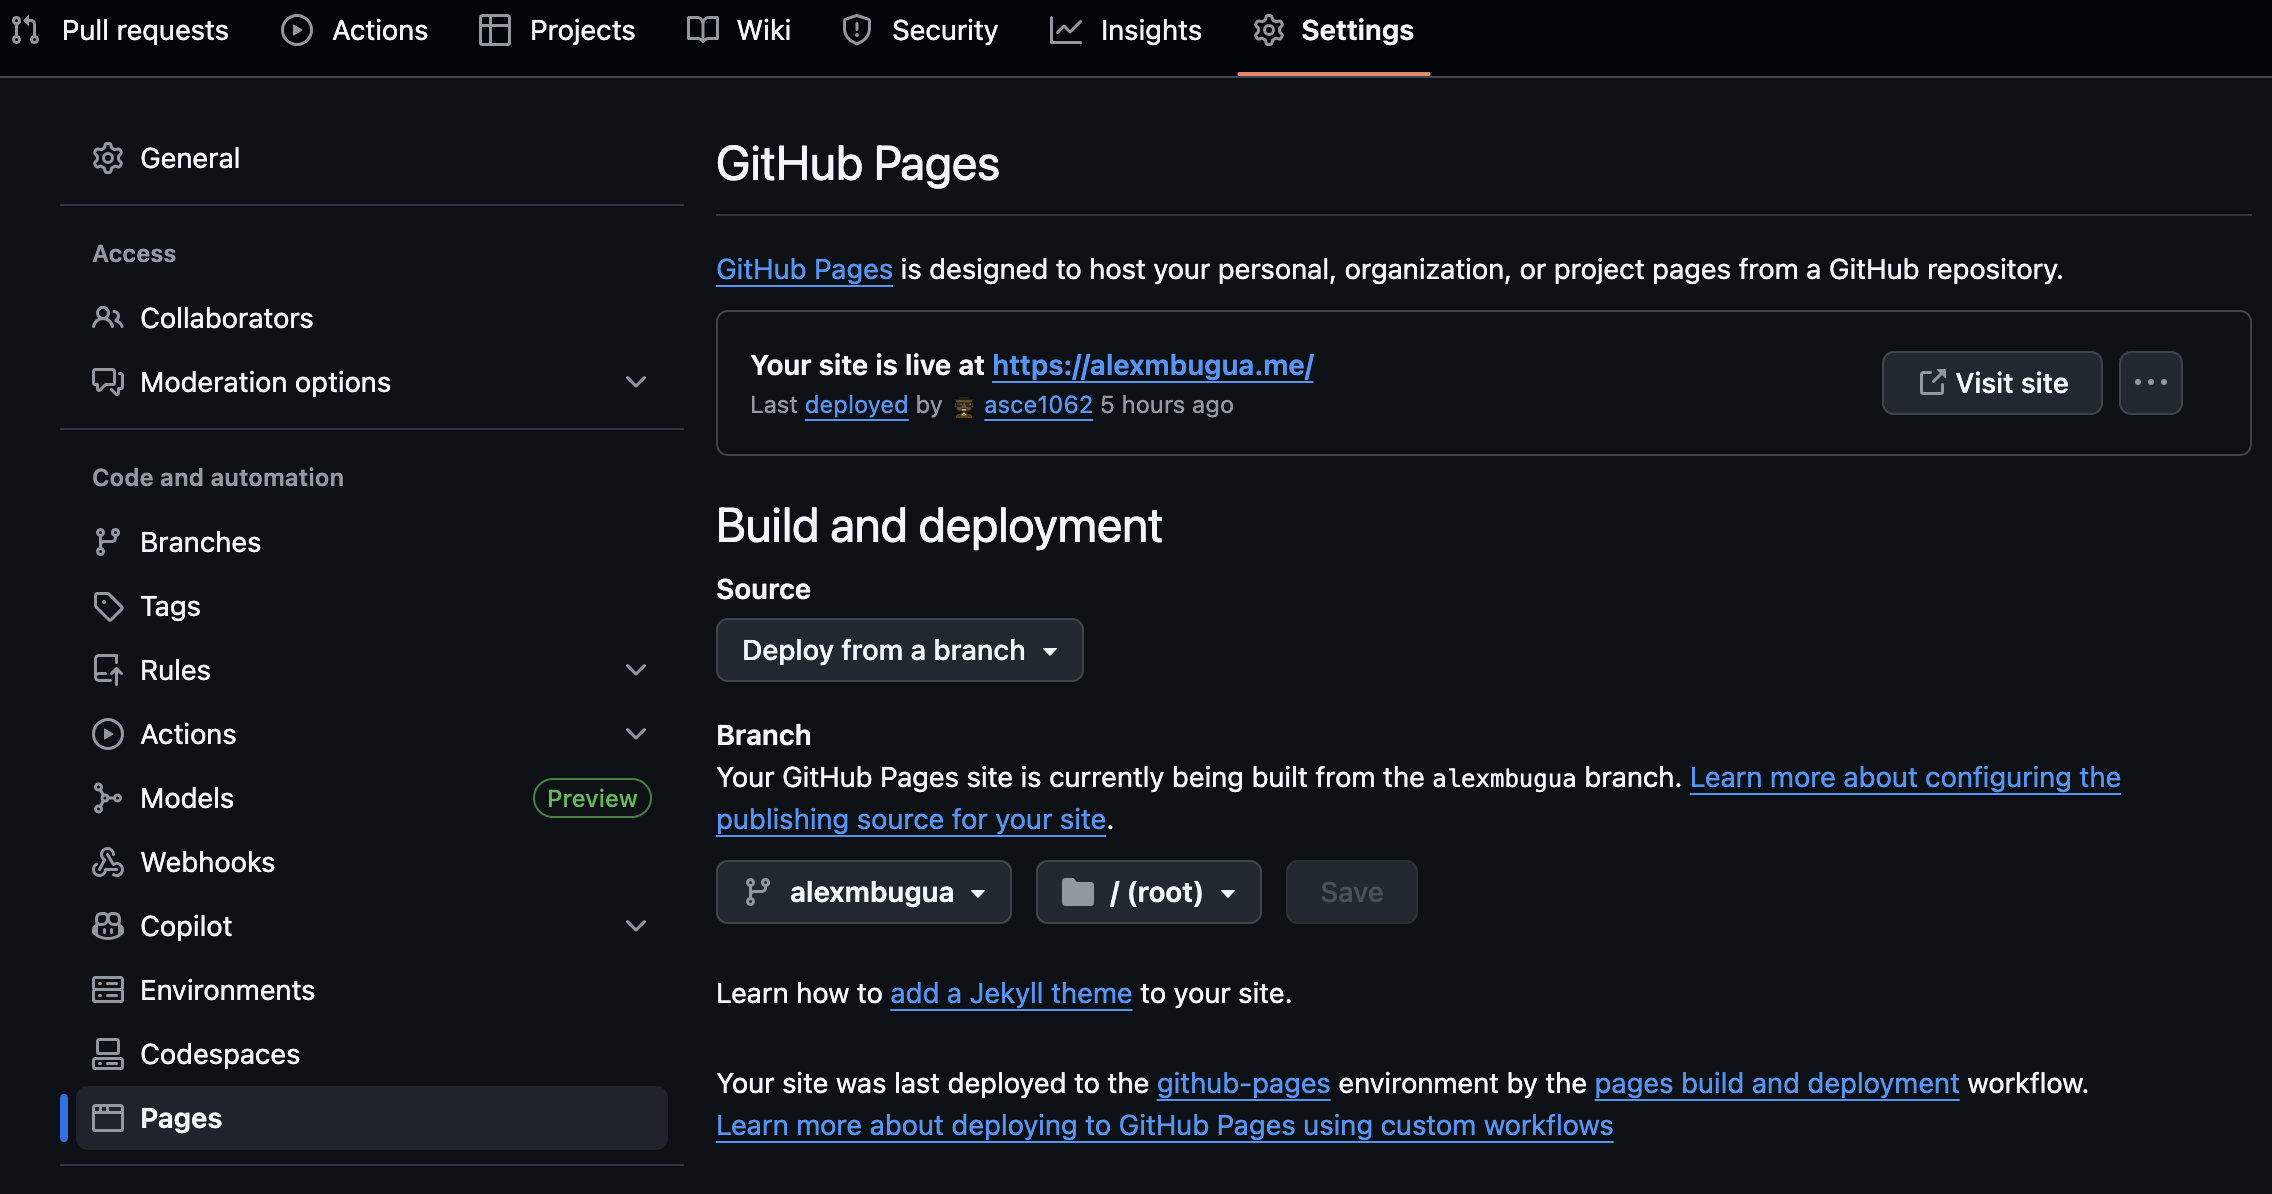 Pull requests
Actions
Projects
Wiki
Security
Insights
Settings
General
Access
Collaborators
Moderation options
Code and automation
Branches
Tags
Rules
Actions
Models Preview
Webhooks
Copilot
Environments
Codespaces
Pages
GitHub Pages
GitHub Pages is designed to host your personal, organization, or project pages from a GitHub repository.
Your site is live at https://alexmbugua.me/
Last deployed by asce1062 5 hours ago
Visit site
Build and deployment
Source
Deploy from a branch
Branch
Your GitHub Pages site is currently being built from the alexmbugua branch. Learn more about configuring the
publishing source for your site.
alexmbugua
/ (root)
Save
Learn how to add a Jekyll theme to your site.
Your site was last deployed to the github-pages environment by the pages build and deployment workflow.
Learn more about deploying to GitHub Pages using custom workflows